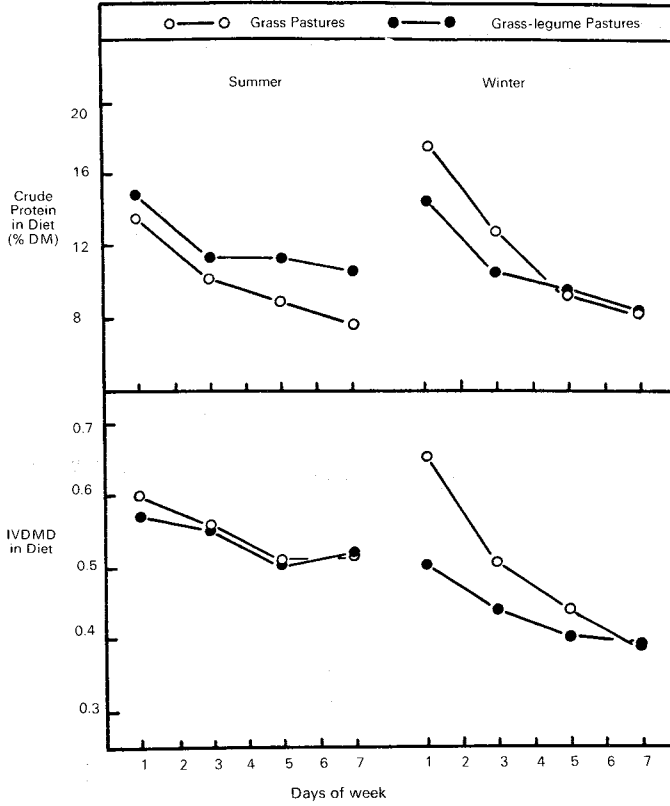 Grass Pastures
Grass-legume Pastures
Summer
Winter
Crude
Protein
in Diet
(% DM)
20
16
12
8
IVDMD
in Diet
0.7
0.6
0.5
0.4
0.3
1 2 3 4 5 6 7 1 2 3 4 5 6 7
Days of week